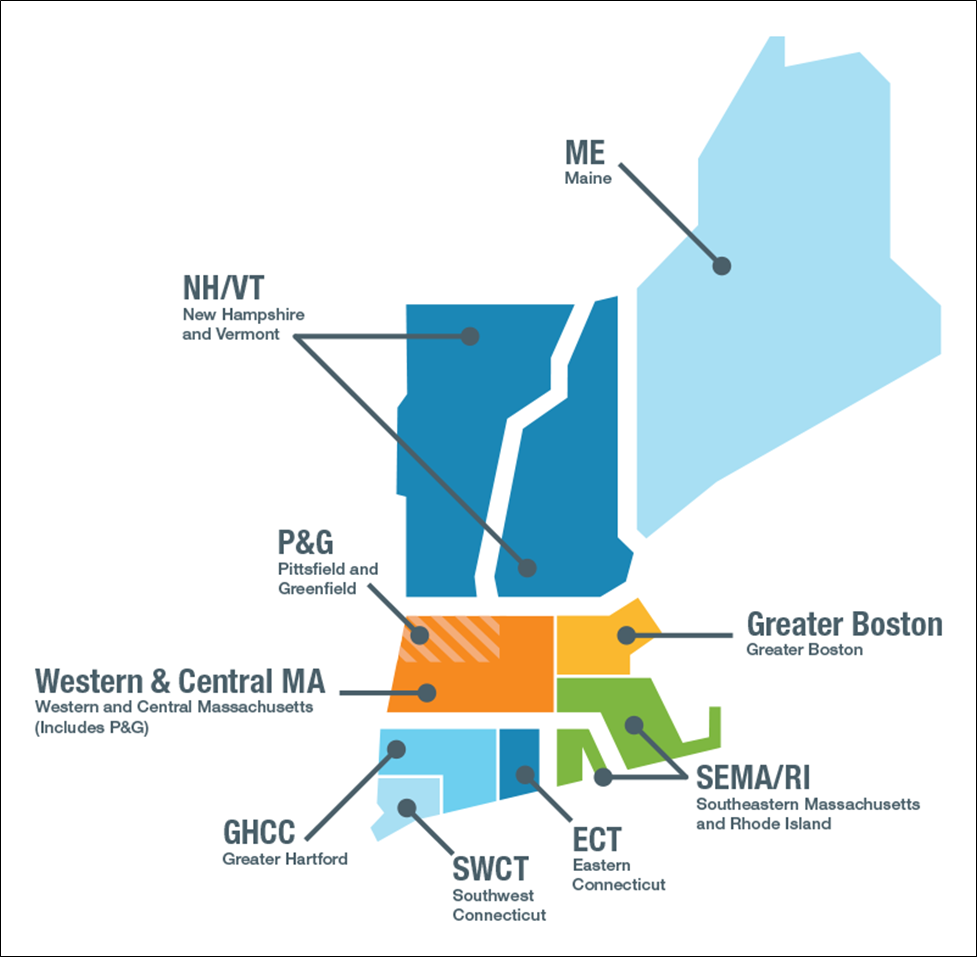 ME
Maine
NH/VT
New Hampshire
and Vermont
P&G
Pittsfield and
Greenfield
Greater Boston
Greater Boston
Western & Central MA
Western and Central Massachusetts
(Includes P&G)
SEMA/RI
Southeastern Massachusetts
and Rhode Island
GHCC
Greater Hartford
ECT
Eastern
Connecticut
SWCT
Southwest
Connecticut